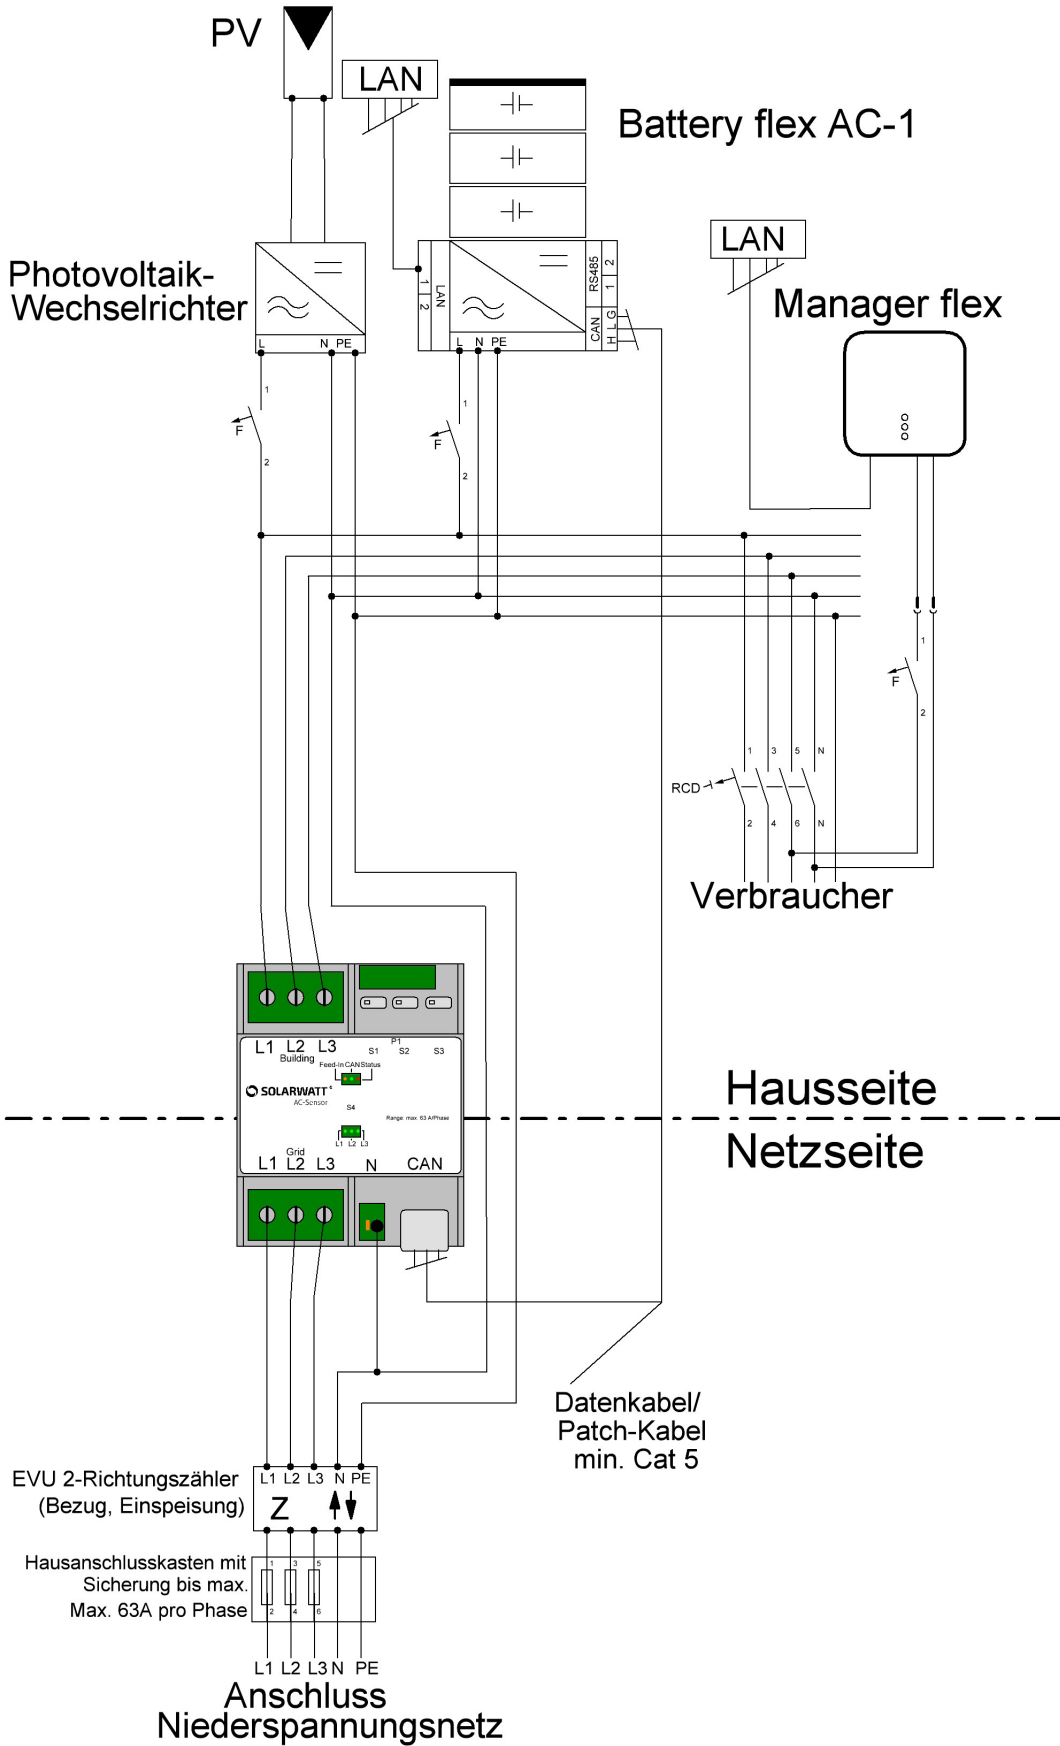 PV
LAN
Battery flex AC-1
LAN
Photovoltaik-
Wechselrichter
Manager flex
L N PE
1
2
LAN
L N PE
RS485
1 2
CAN
H L G
1
F
2
1
F
2
1
F
2
1 3 5 N
RCD
2 4 6 N
Verbraucher
L1 L2 L3
Building
P1
S1 S2 S3
Feed-in CAN Status
SOLARWATT
AC-Sensor
S4
Range: max. 63 A/Phase
L1 L2 L3
Grid
L1 L2 L3 N CAN
Hausseite
Netzseite
Datenkabel/
Patch-Kabel
min. Cat 5
EVU 2-Richtungszähler
(Bezug, Einspeisung)
L1 L2 L3 N PE
Z
Hausanschlusskasten mit
Sicherung bis max.
Max. 63A pro Phase
1 3 5
2 4 6
L1 L2 L3 N PE
Anschluss
Niederspannungsnetz